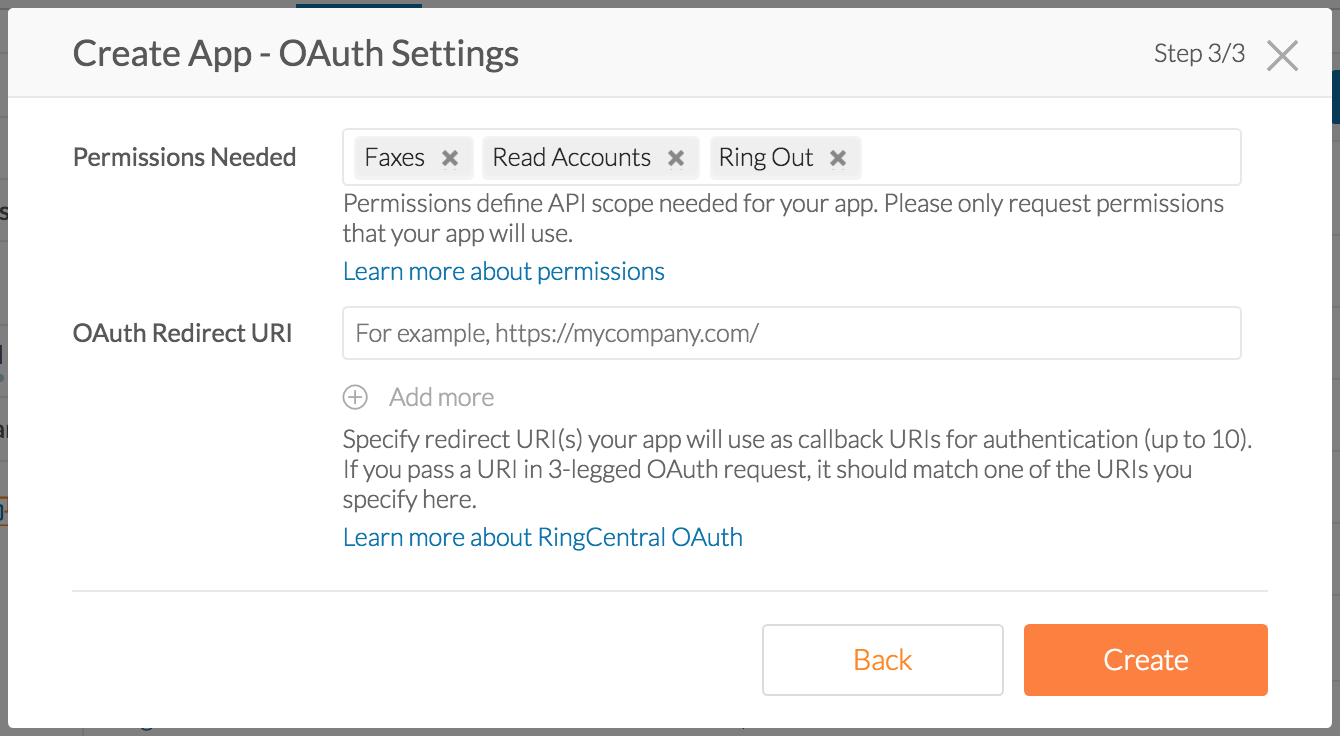 Create App - OAuth Settings
Step 3/3
Permissions Needed
Faxes Read Accounts Ring Out
Permissions define API scope needed for your app. Please only request permissions
that your app will use.
Learn more about permissions
OAuth Redirect URI
For example, https://mycompany.com/
Add more
Specify redirect URI(s) your app will use as callback URIs for authentication (up to 10).
If you pass a URI in 3-legged OAuth request, it should match one of the URIs you
specify here.
Learn more about RingCentral OAuth
Back
Create